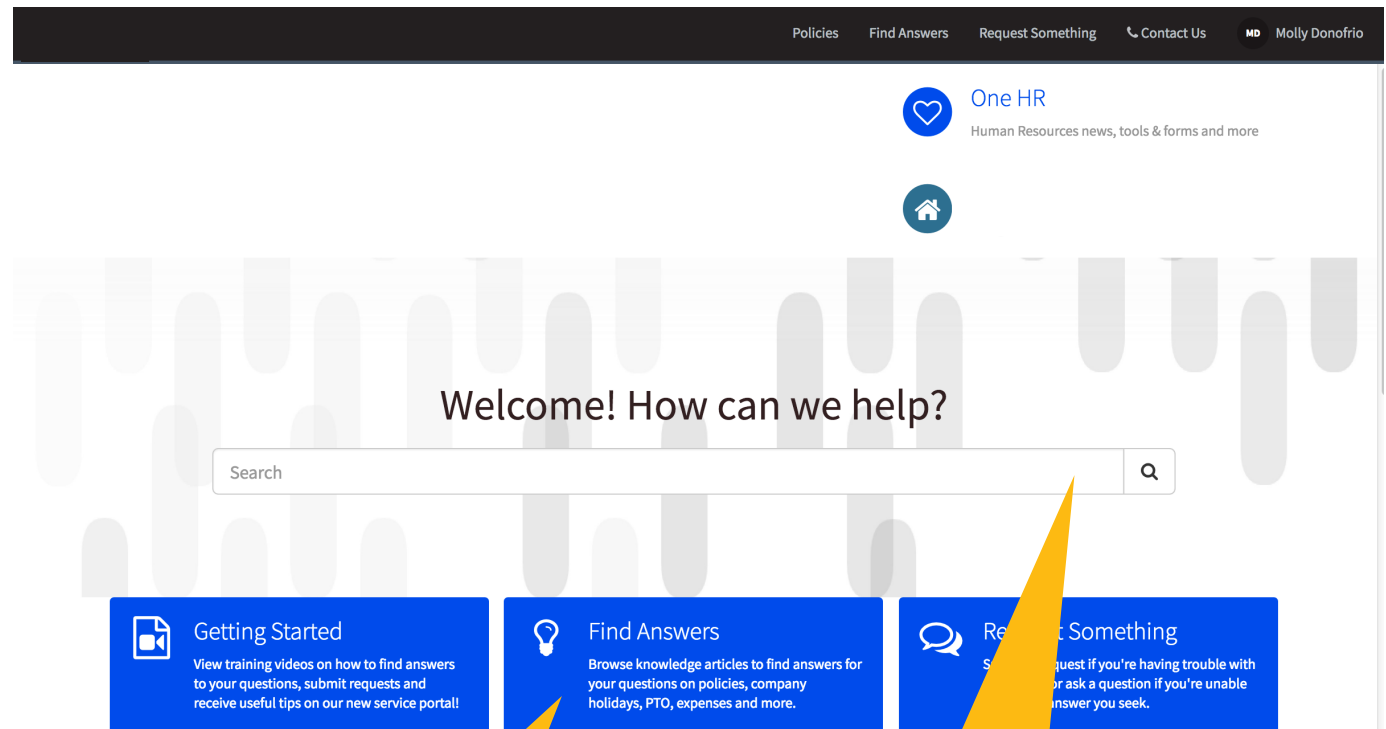 Policies Find Answers Request Something Contact Us MD Molly Donofrio
One HR
Human Resources news, tools & forms and more
Welcome! How can we help?
Search
Getting Started
View training videos on how to find answers
to your questions, submit requests and
receive useful tips on our new service portal!
Find Answers
Browse knowledge articles to find answers for
your questions on policies, company
holidays, PTO, expenses and more.
Something
if you're having trouble with
or ask a question if you're unable
answer you seek.